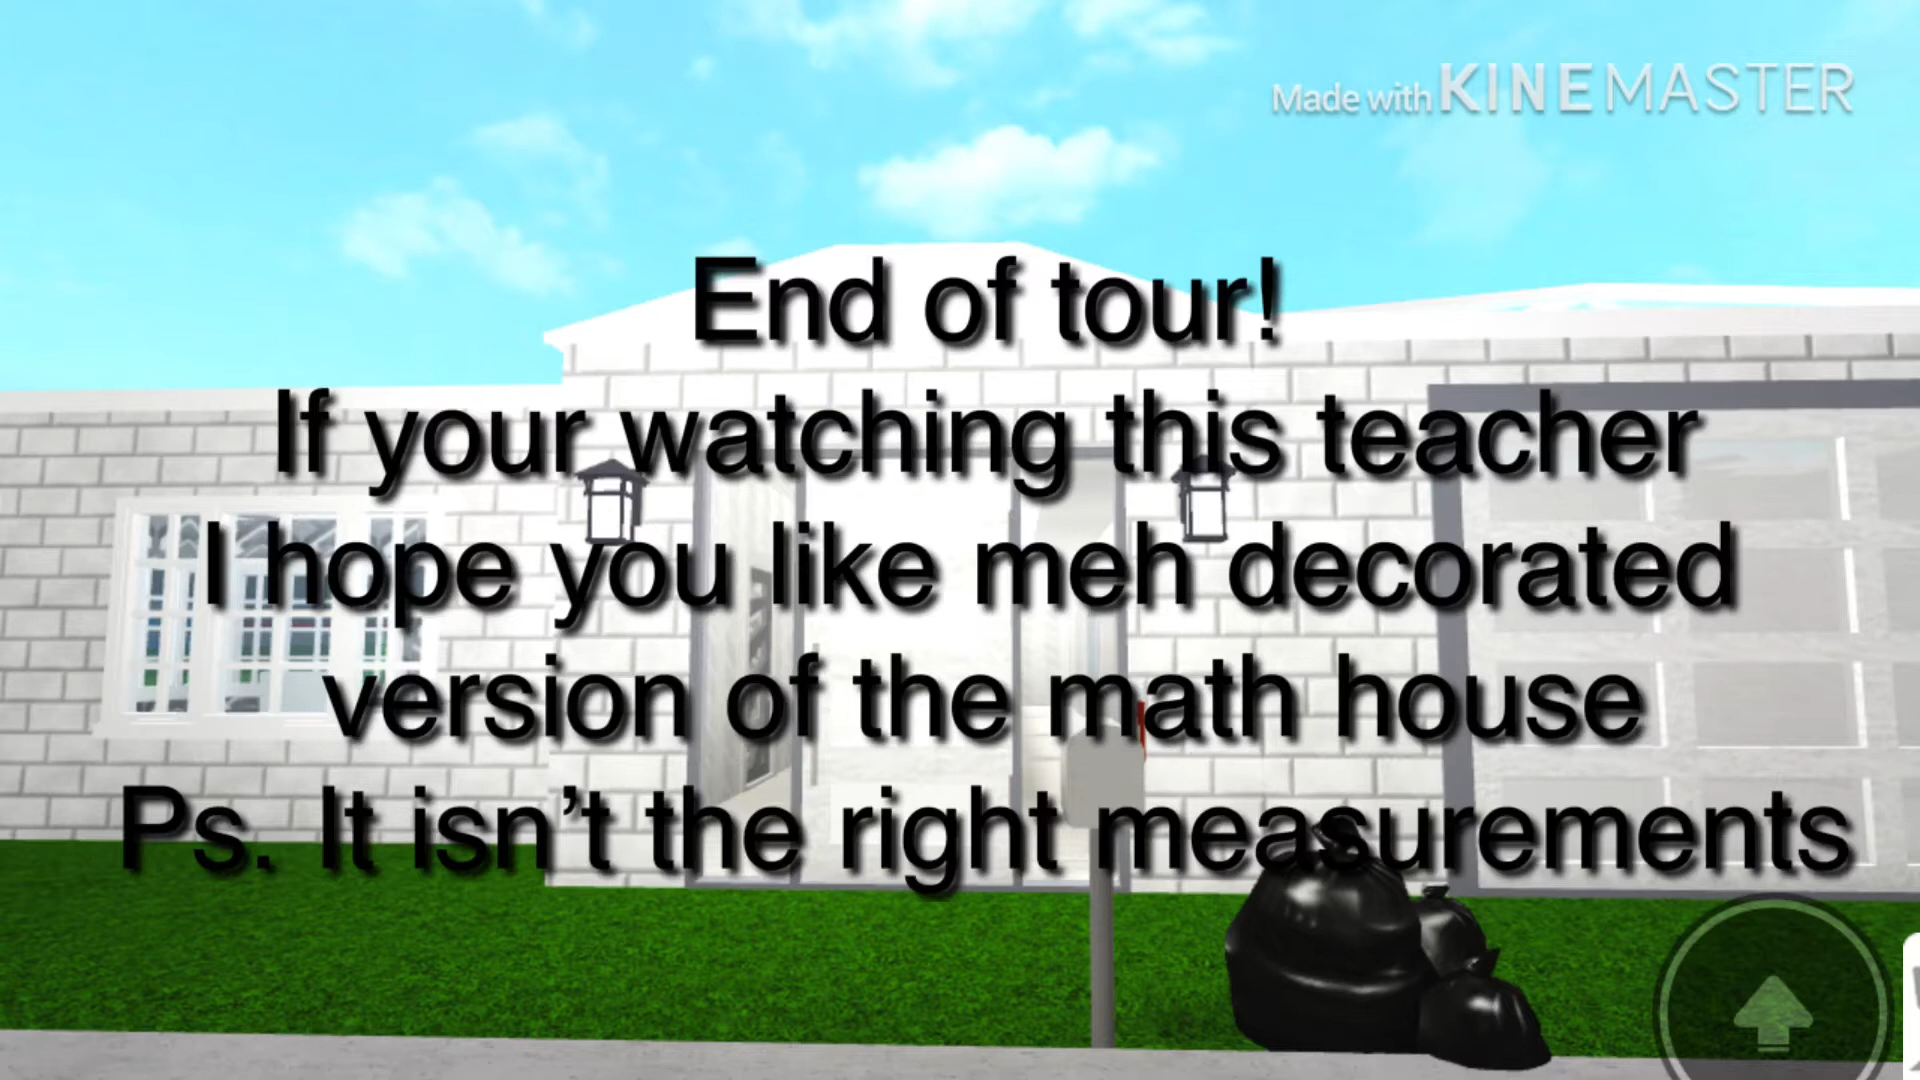 Made with KINEMASTER
End of tour!
If your watching this teacher
I hope you like meh decorated
version of the math house
Ps. It isn’t the right measurements